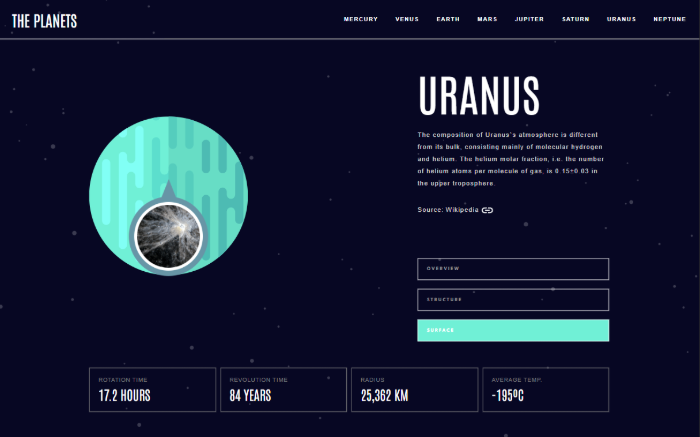 THE PLANETS
MERCURY VENUS EARTH MARS JUPITER SATURN URANUS NEPTUNE
URANUS
The composition of Uranus's atmosphere is different
from its bulk, consisting mainly of molecular hydrogen
and helium. The helium molar fraction, i.e. the number
of helium atoms per molecule of gas, is 0.15±0.03 in
the upper troposphere.
Source: Wikipedia
OVERVIEW
STRUCTURE
SURFACE
ROTATION TIME
17.2 HOURS
REVOLUTION TIME
84 YEARS
RADIUS
25,362 KM
AVERAGE TEMP.
-195ºC